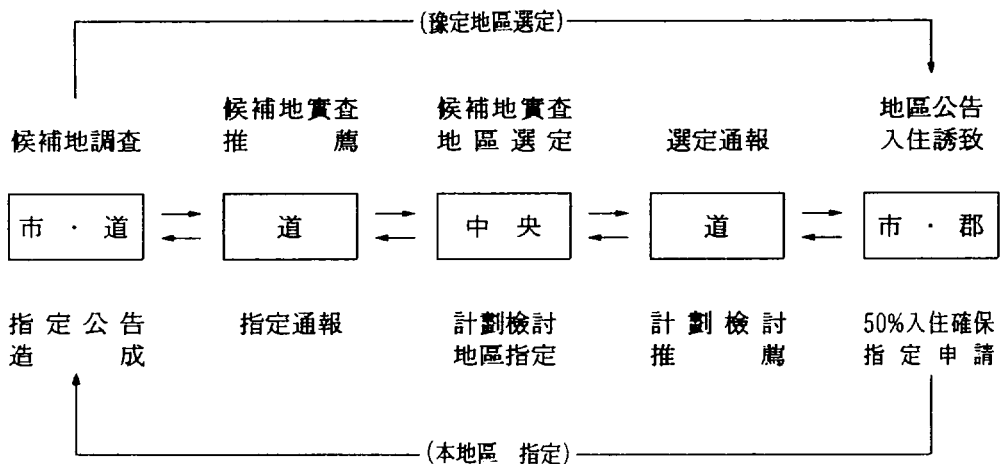 (豫定地區選定)
候補地調査
候補地實査
推薦
候補地實査
地區選定
選定通報
地區公告
入住誘致
市・道
道
中央
道
市・郡
指定公告
造成
指定通報
計劃檢討
地區指定
計劃檢討
推薦
50%入住確保
指定申請
(本地區 指定)